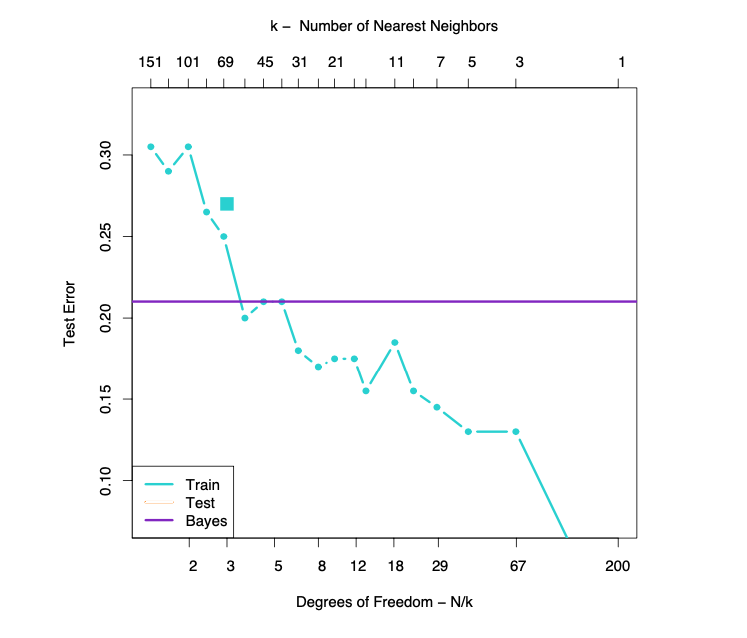 k −  Number of Nearest Neighbors
151 101 69 45 31 21 11 7 5 3 1
0.30
0.25
0.20
0.15
0.10
Test Error
Train
Test
Bayes
2 3 5 8 12 18 29 67 200
Degrees of Freedom − N/k